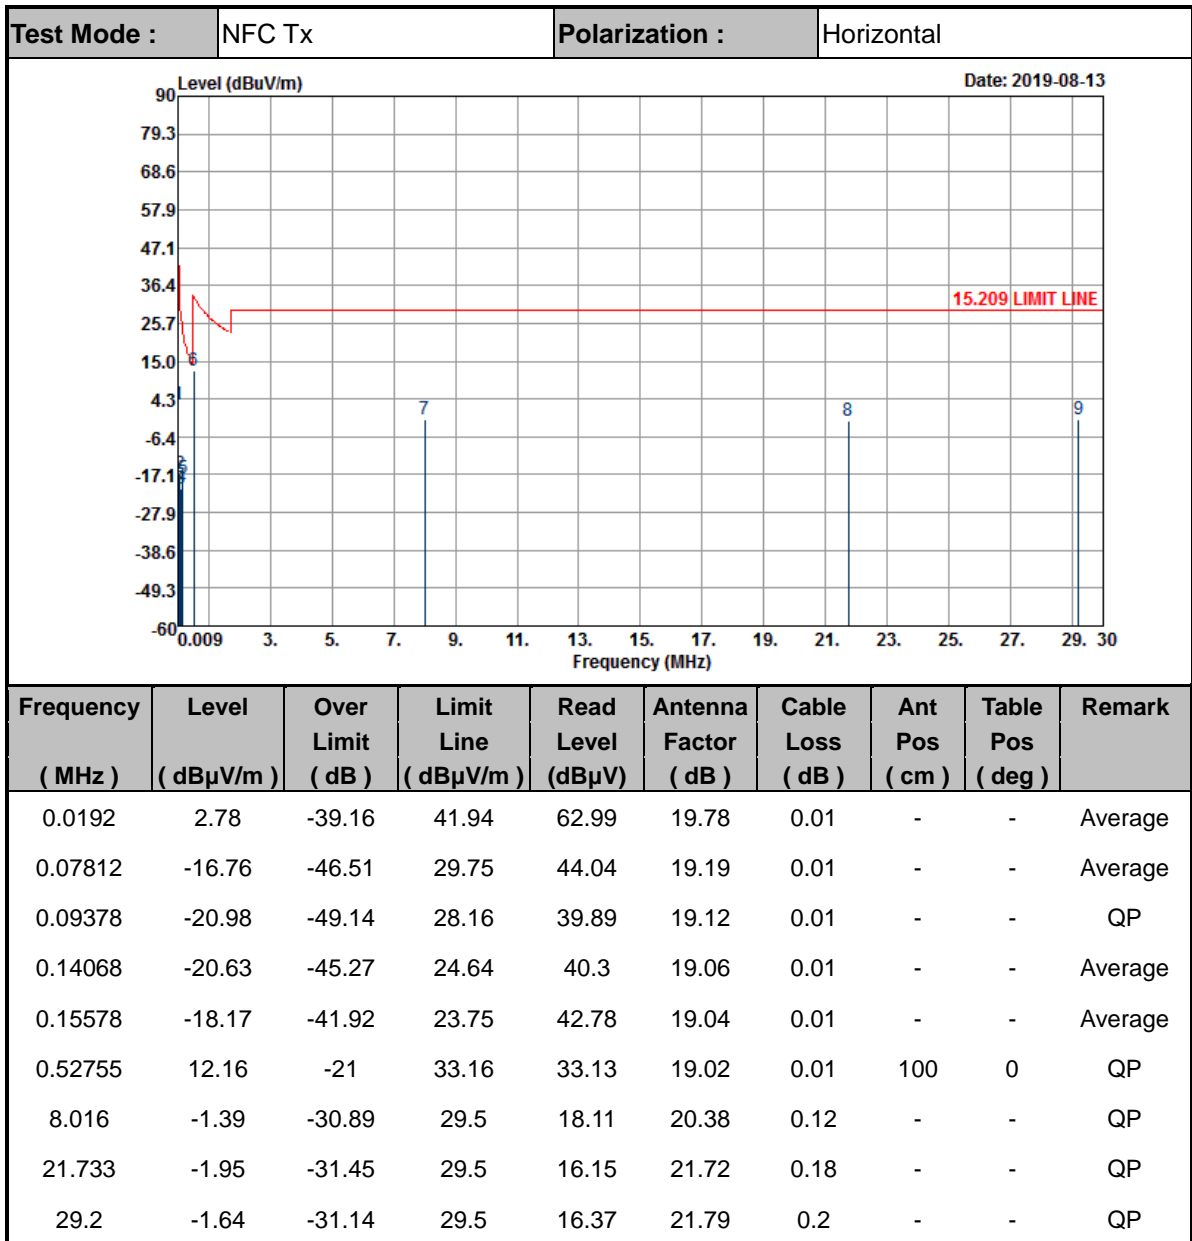 Test Mode : NFC Tx Polarization : Horizontal
Level (dBuV/m) Date: 2019-08-13
90
79.3
68.6
57.9
47.1
36.4
15.209 LIMIT LINE
25.7
15.0 6
4.3 7 8 9
-6.4
-17.1
-27.9
-38.6
-49.3
-60
0.009 3. 5. 7. 9. 11. 13. 15. 17. 19. 21. 23. 25. 27. 29. 30
Frequency (MHz)
Frequency Level Over Limit Read Antenna Cable Ant Table Remark
Limit Line Level Factor Loss Pos Pos
( MHz ) ( dBµV/m ) ( dB ) ( dBµV/m ) (dBµV) ( dB ) ( dB ) ( cm ) ( deg )
0.0192 2.78 -39.16 41.94 62.99 19.78 0.01 - - Average
0.07812 -16.76 -46.51 29.75 44.04 19.19 0.01 - - Average
0.09378 -20.98 -49.14 28.16 39.89 19.12 0.01 - - QP
0.14068 -20.63 -45.27 24.64 40.3 19.06 0.01 - - Average
0.15578 -18.17 -41.92 23.75 42.78 19.04 0.01 - - Average
0.52755 12.16 -21 33.16 33.13 19.02 0.01 100 0 QP
8.016 -1.39 -30.89 29.5 18.11 20.38 0.12 - - QP
21.733 -1.95 -31.45 29.5 16.15 21.72 0.18 - - QP
29.2 -1.64 -31.14 29.5 16.37 21.79 0.2 - - QP